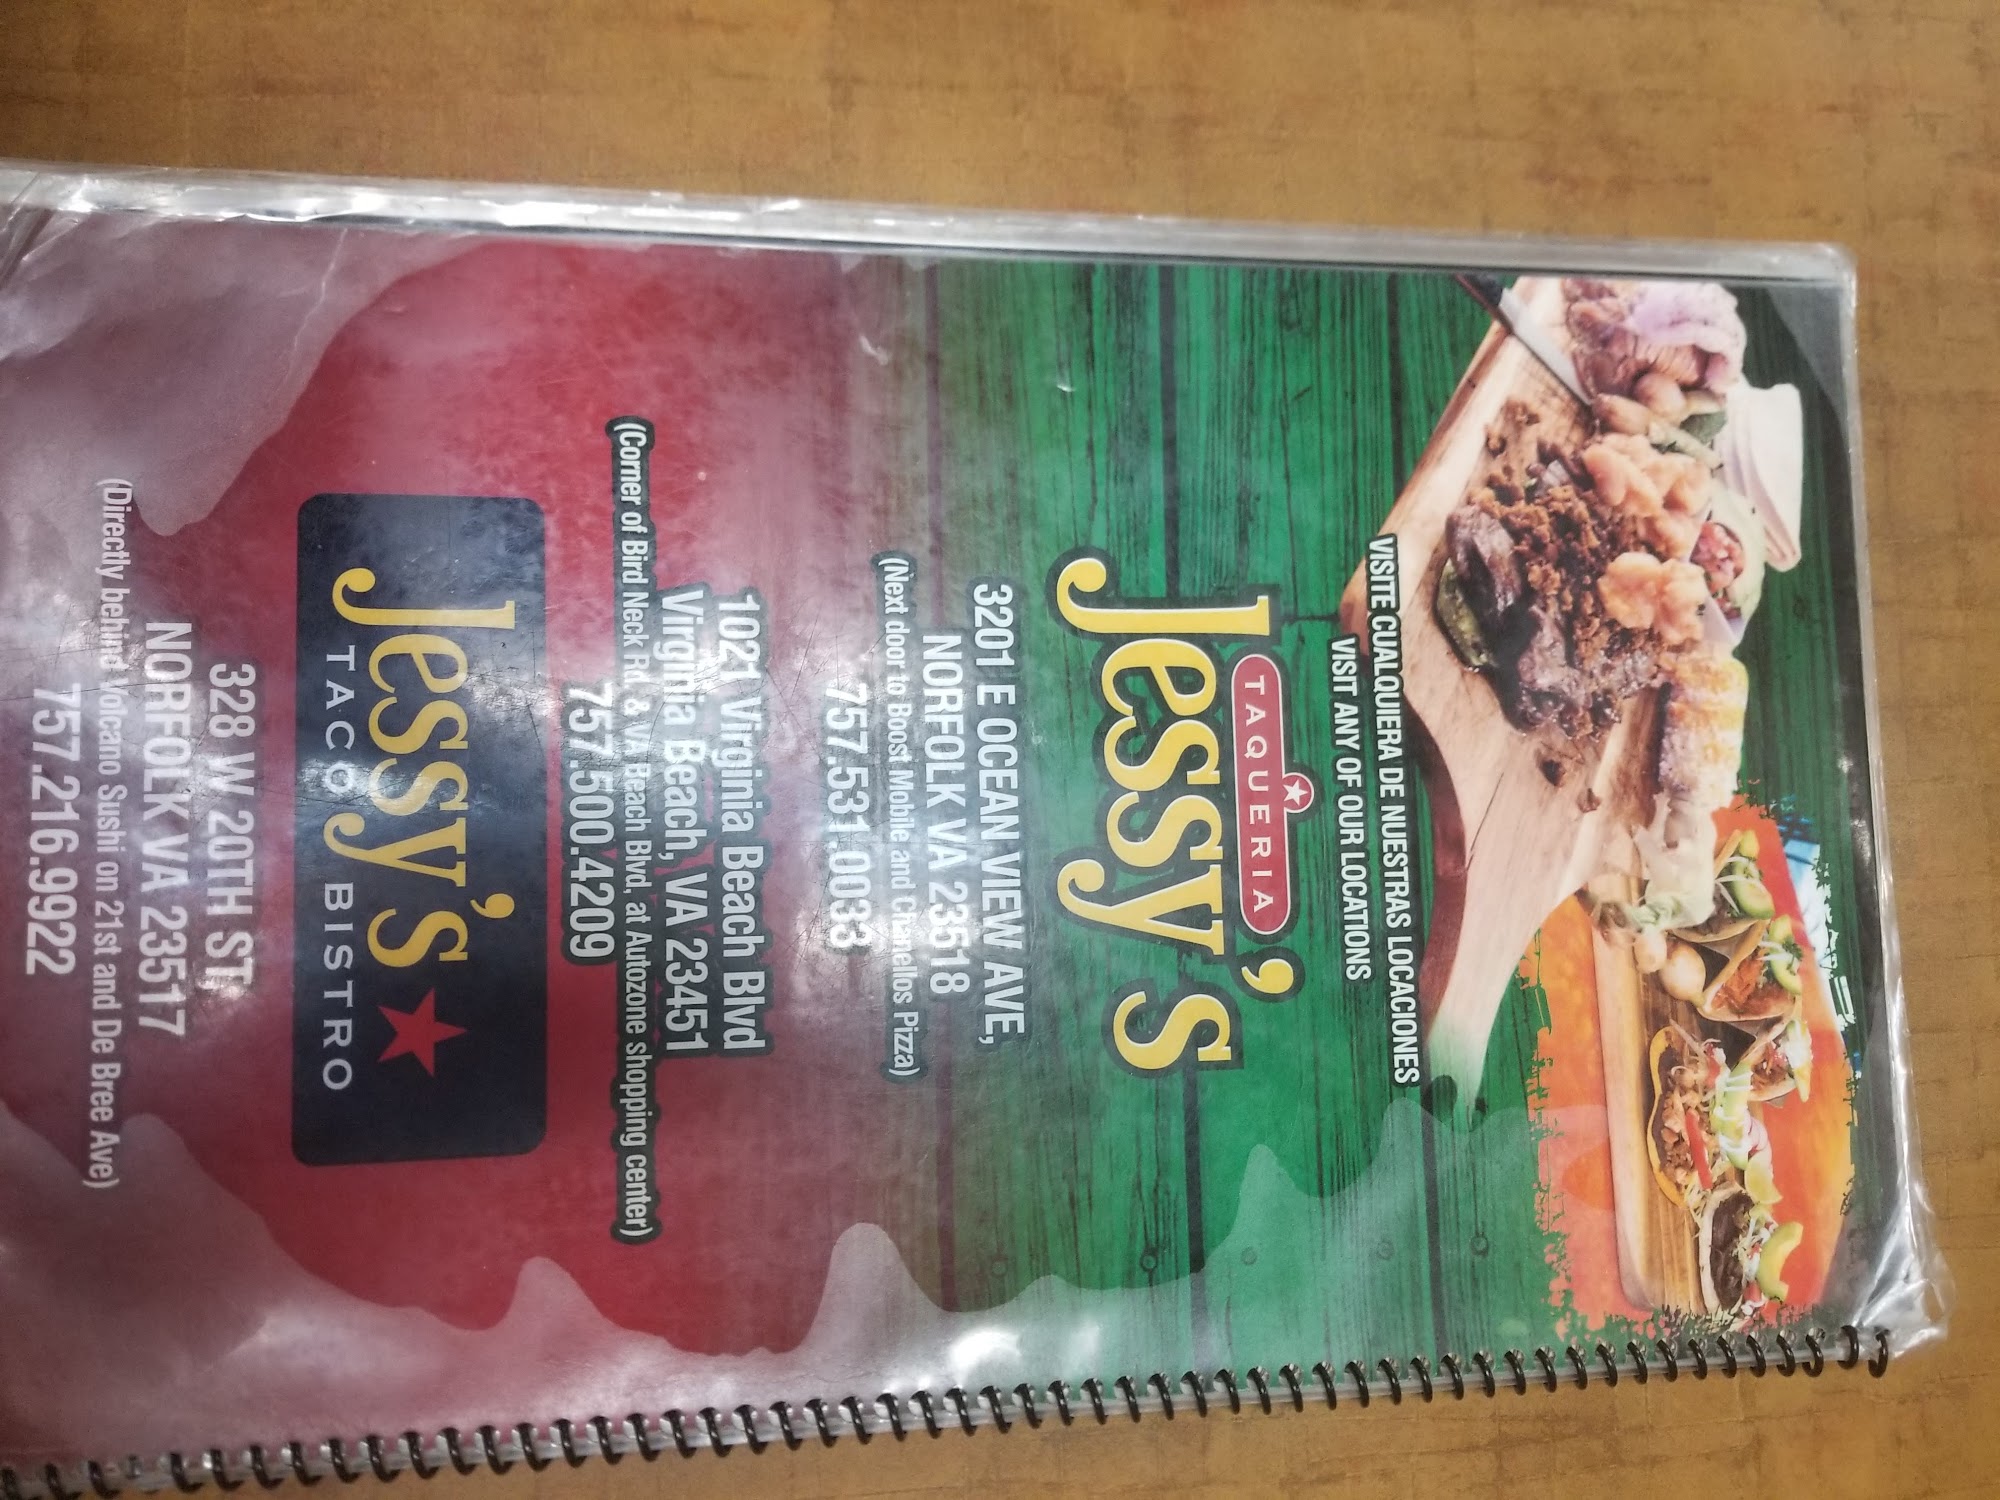 VISITE CUALQUIERA DE NUESTRAS LOCACIONES
VISIT ANY OF OUR LOCATIONS
TAQUERIA
Jessy's
3201 E OCEAN VIEW AVE,
NORFOLK VA 23518
(Next door to Boost Mobile and Chanellos Pizza)
757.531.0033
1021 Virginia Beach Blvd
Virginia Beach, VA 23451
(Corner of Bird Neck Rd, & VA Beach Blvd, at Autozone shopping center)
757.500.4209
Jessy's
TACO BISTRO
328 W 20TH ST
NORFOLK VA 23517
(Directly behind Volcano Sushi on 21st and De Bree Ave)
757.216.9922